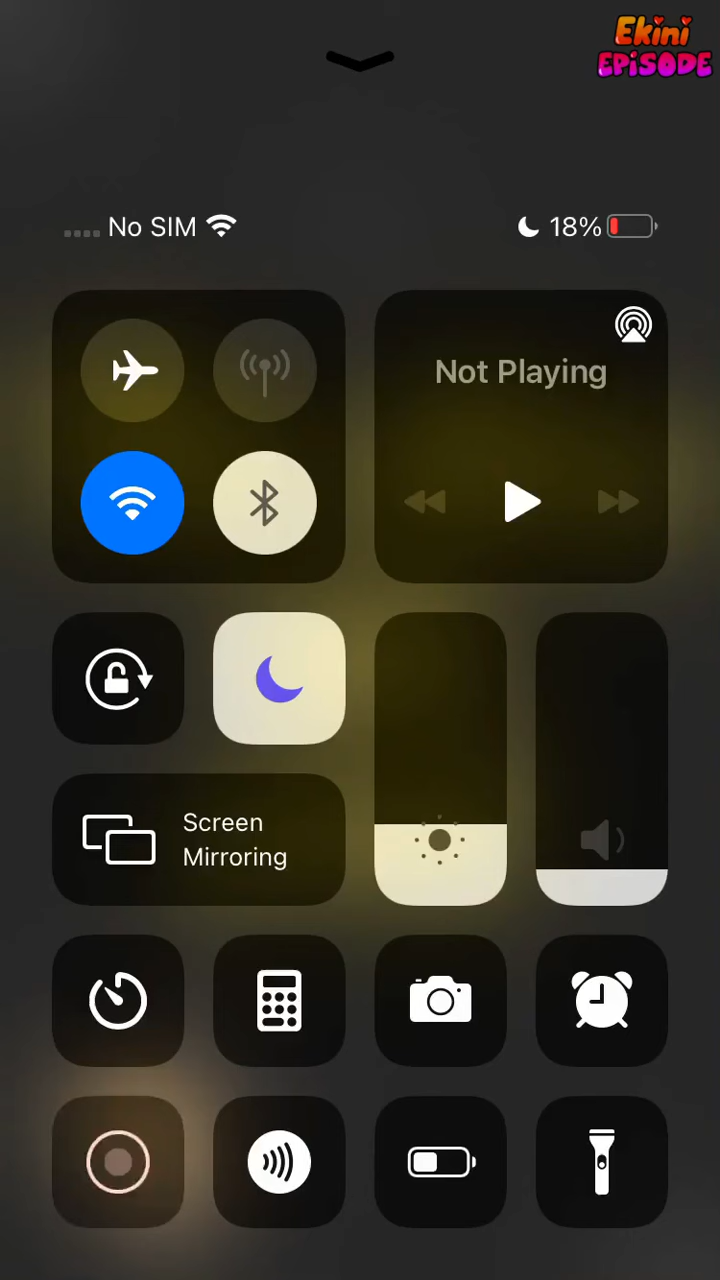 Ekini
EPiSODE
No SIM
18%
Not Playing
Screen
Mirroring